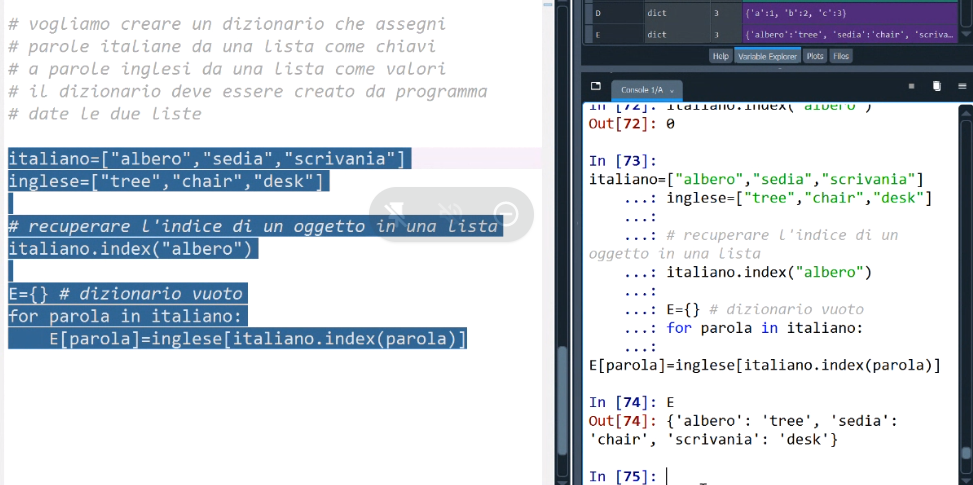 # vogliamo creare un dizionario che assegni
# parole italiane da una lista come chiavi
# a parole inglesi da una lista come valori
# il dizionario deve essere creato da programma
# date le due liste
italiano=["albero","sedia","scrivania"]
inglese=["tree","chair","desk"]
# recuperare l'indice di un oggetto in una lista
italiano.index("albero")
E={} # dizionario vuoto
for parola in italiano:
    E[parola]=inglese[italiano.index(parola)]
D dict 3 {'a':1, 'b':2, 'c':3}
E dict 3 {'albero':'tree', 'sedia':'chair', 'scriva…
Help Variable Explorer Plots Files
Console 1/A
In [72]: italiano.index("albero")
Out[72]: 0
In [73]:
italiano=["albero","sedia","scrivania"]
...: inglese=["tree","chair","desk"]
...:
...: # recuperare l'indice di un
oggetto in una lista
...: italiano.index("albero")
...:
...: E={} # dizionario vuoto
...: for parola in italiano:
...:
E[parola]=inglese[italiano.index(parola)]
In [74]: E
Out[74]: {'albero': 'tree', 'sedia':
'chair', 'scrivania': 'desk'}
In [75]: